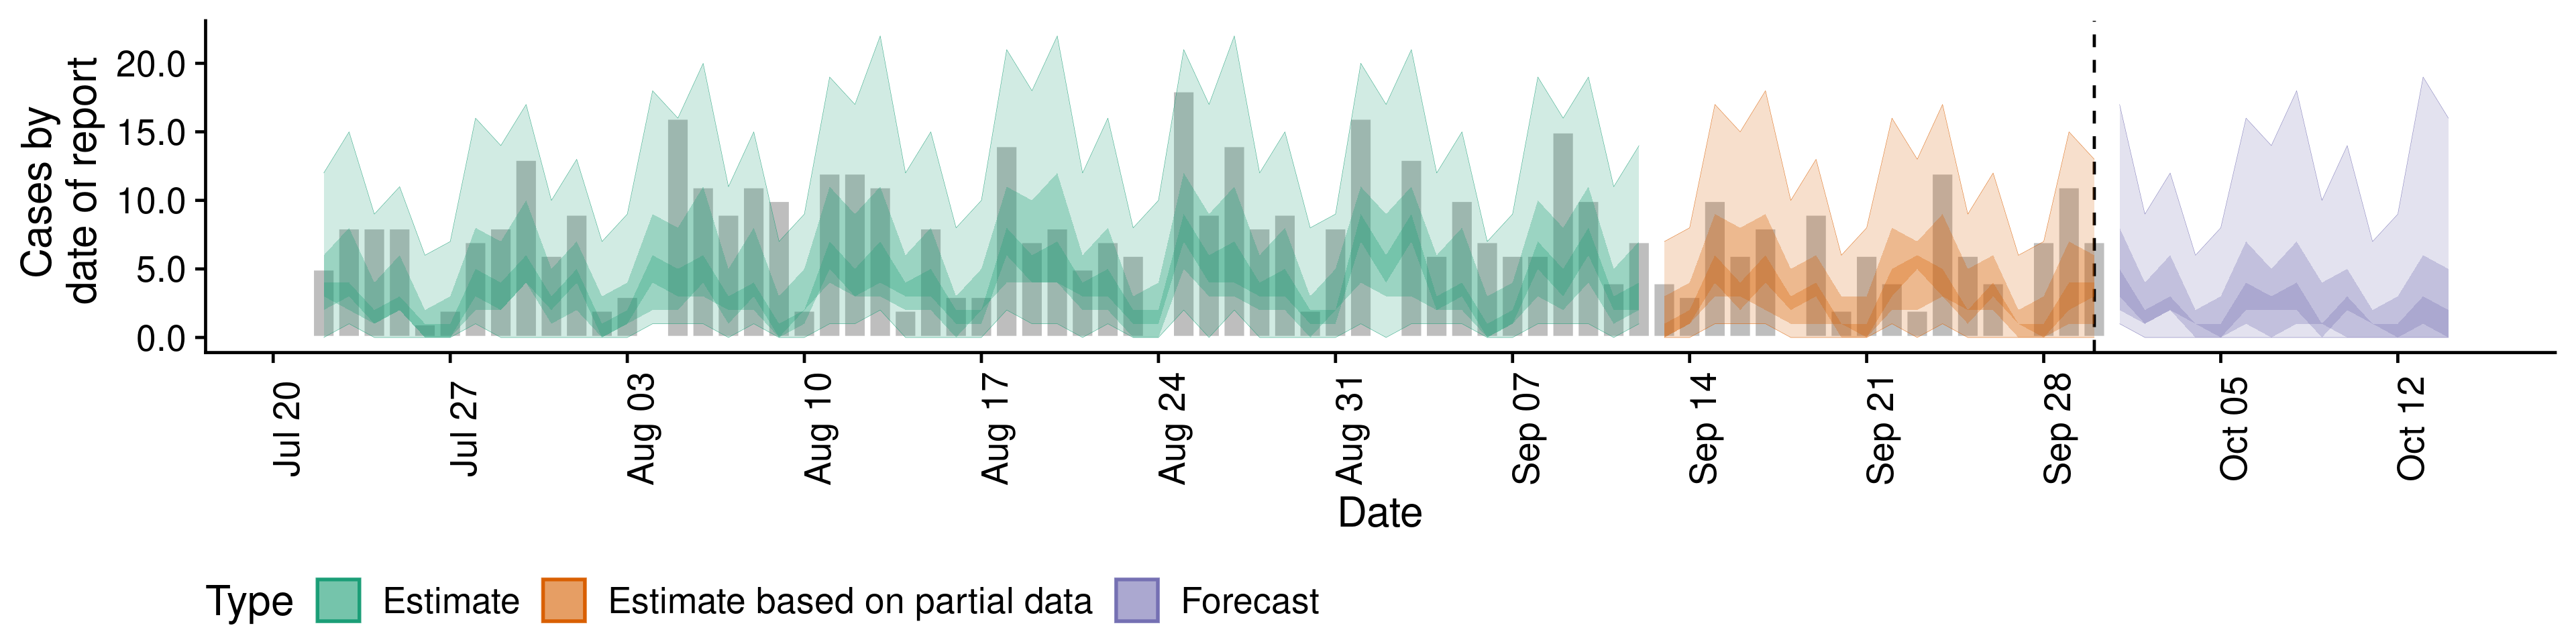 Cases by
date of report
20.0
15.0
10.0
5.0
0.0
Jul 20
Jul 27
Aug 03
Aug 10
Aug 17
Aug 24
Aug 31
Sep 07
Sep 14
Sep 21
Sep 28
Oct 05
Oct 12
Date
Type Estimate Estimate based on partial data Forecast